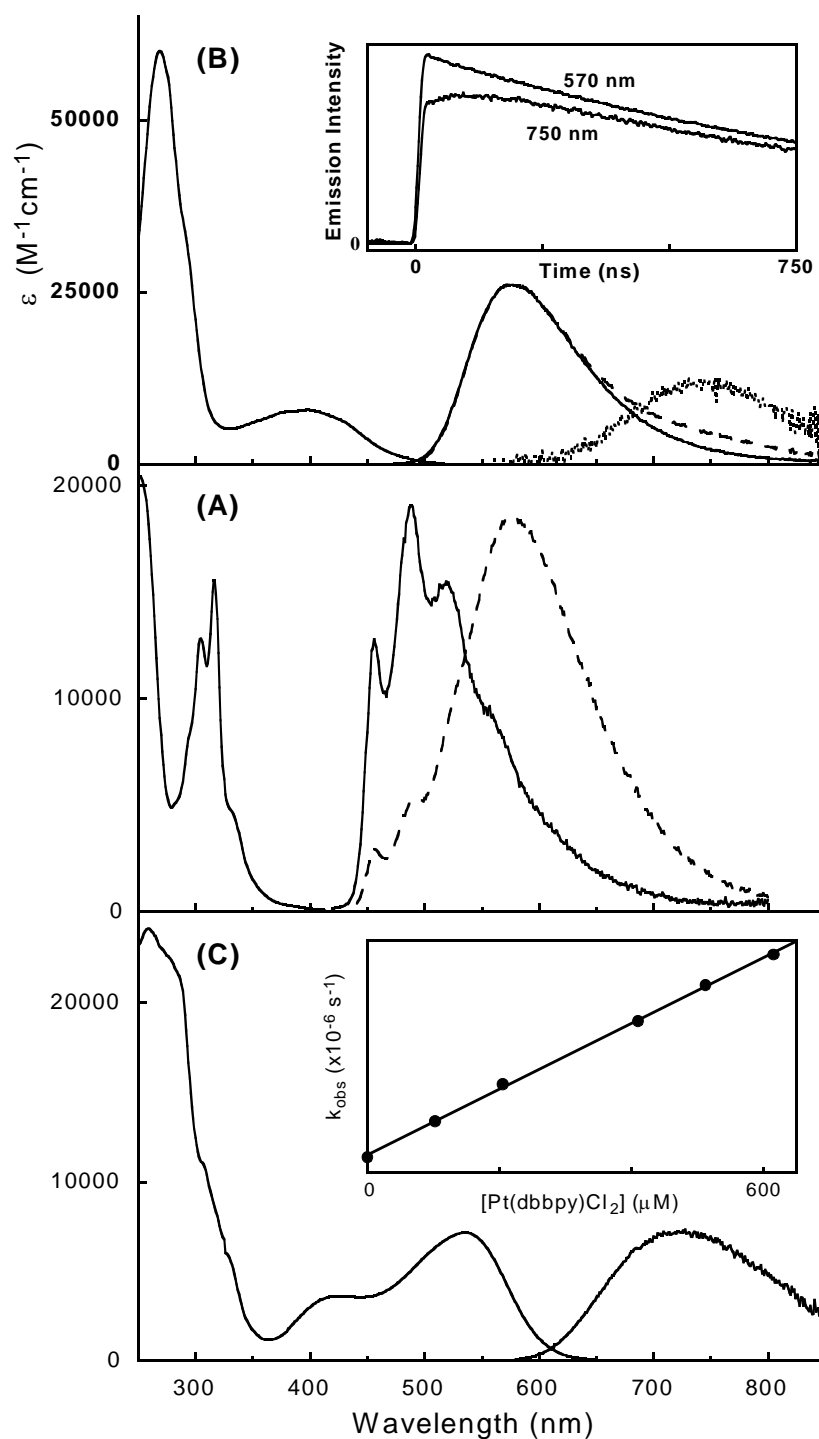 (B)
Emission Intensity
570 nm
750 nm
0
0
Time (ns)
750
ε (M⁻¹cm⁻¹)
50000
25000
0
(A)
20000
10000
0
(C)
k_obs (x10⁻⁶ s⁻¹)
0
600
[Pt(dbbpy)Cl₂] (μM)
20000
10000
0
300
400
500
600
700
800
Wavelength (nm)